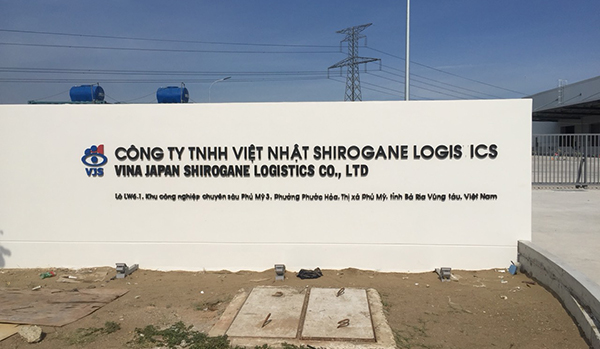 CÔNG TY TNHH VIỆT NHẬT SHIROGANE LOGIS ICS
VJS
VINA JAPAN SHIROGANE LOGISTICS CO., LTD
Lô LW6.1, Khu công nghiệp chuyên sâu Phú Mỹ 3, Phường Phước Hòa, Thị xã Phú Mỹ, tỉnh Bà Rịa Vũng tàu, Việt Nam